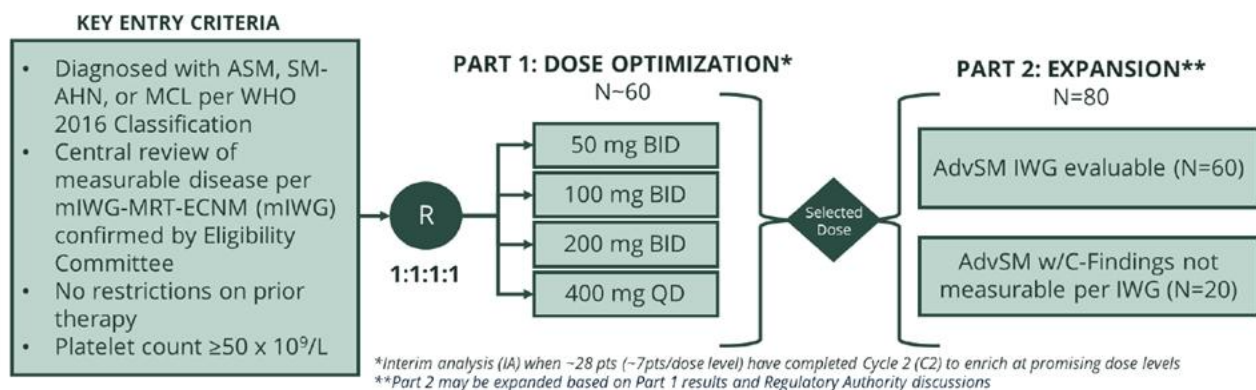 KEY ENTRY CRITERIA
• Diagnosed with ASM, SM-
AHN, or MCL per WHO
2016 Classification
• Central review of
measurable disease per
mIWG-MRT-ECNM (mIWG)
confirmed by Eligibility
Committee
• No restrictions on prior
therapy
• Platelet count ≥50 x 10⁹/L
R
1:1:1:1
PART 1: DOSE OPTIMIZATION*
N~60
50 mg BID
100 mg BID
200 mg BID
400 mg QD
Selected
Dose
PART 2: EXPANSION**
N=80
AdvSM IWG evaluable (N=60)
AdvSM w/C-Findings not
measurable per IWG (N=20)
*Interim analysis (IA) when ~28 pts (~7pts/dose level) have completed Cycle 2 (C2) to enrich at promising dose levels
**Part 2 may be expanded based on Part 1 results and Regulatory Authority discussions